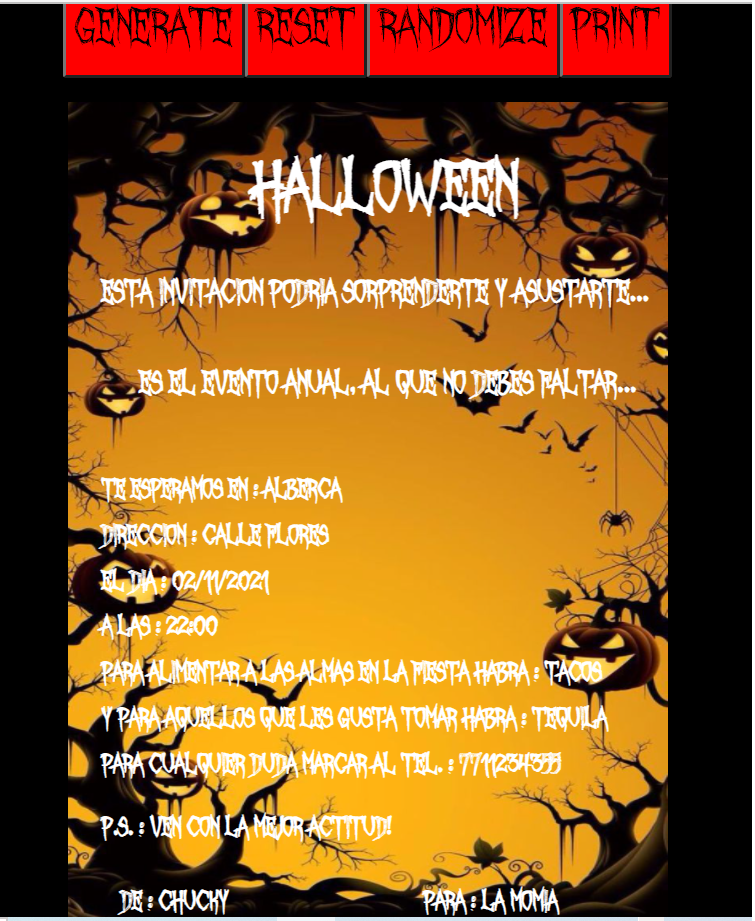 GENERATE RESET RANDOMIZE PRINT
HALLOWEEN
ESTA INVITACION PODRIA SORPRENDERTE Y ASUSTARTE...
...ES EL EVENTO ANUAL, AL QUE NO DEBES FALTAR...
TE ESPERAMOS EN : ALBERCA
DIRECCION : CALLE FLORES
EL DIA : 02/11/2021
A LAS : 22:00
PARA ALIMENTAR A LAS ALMAS EN LA FIESTA HABRA : TACOS
Y PARA AQUELLOS QUE LES GUSTA TOMAR HABRA : TEQUILA
PARA CUALQUIER DUDA MARCAR AL TEL. : 7711234355
P.S. : VEN CON LA MEJOR ACTITUD!
DE : CHUCKY PARA : LA MOMIA